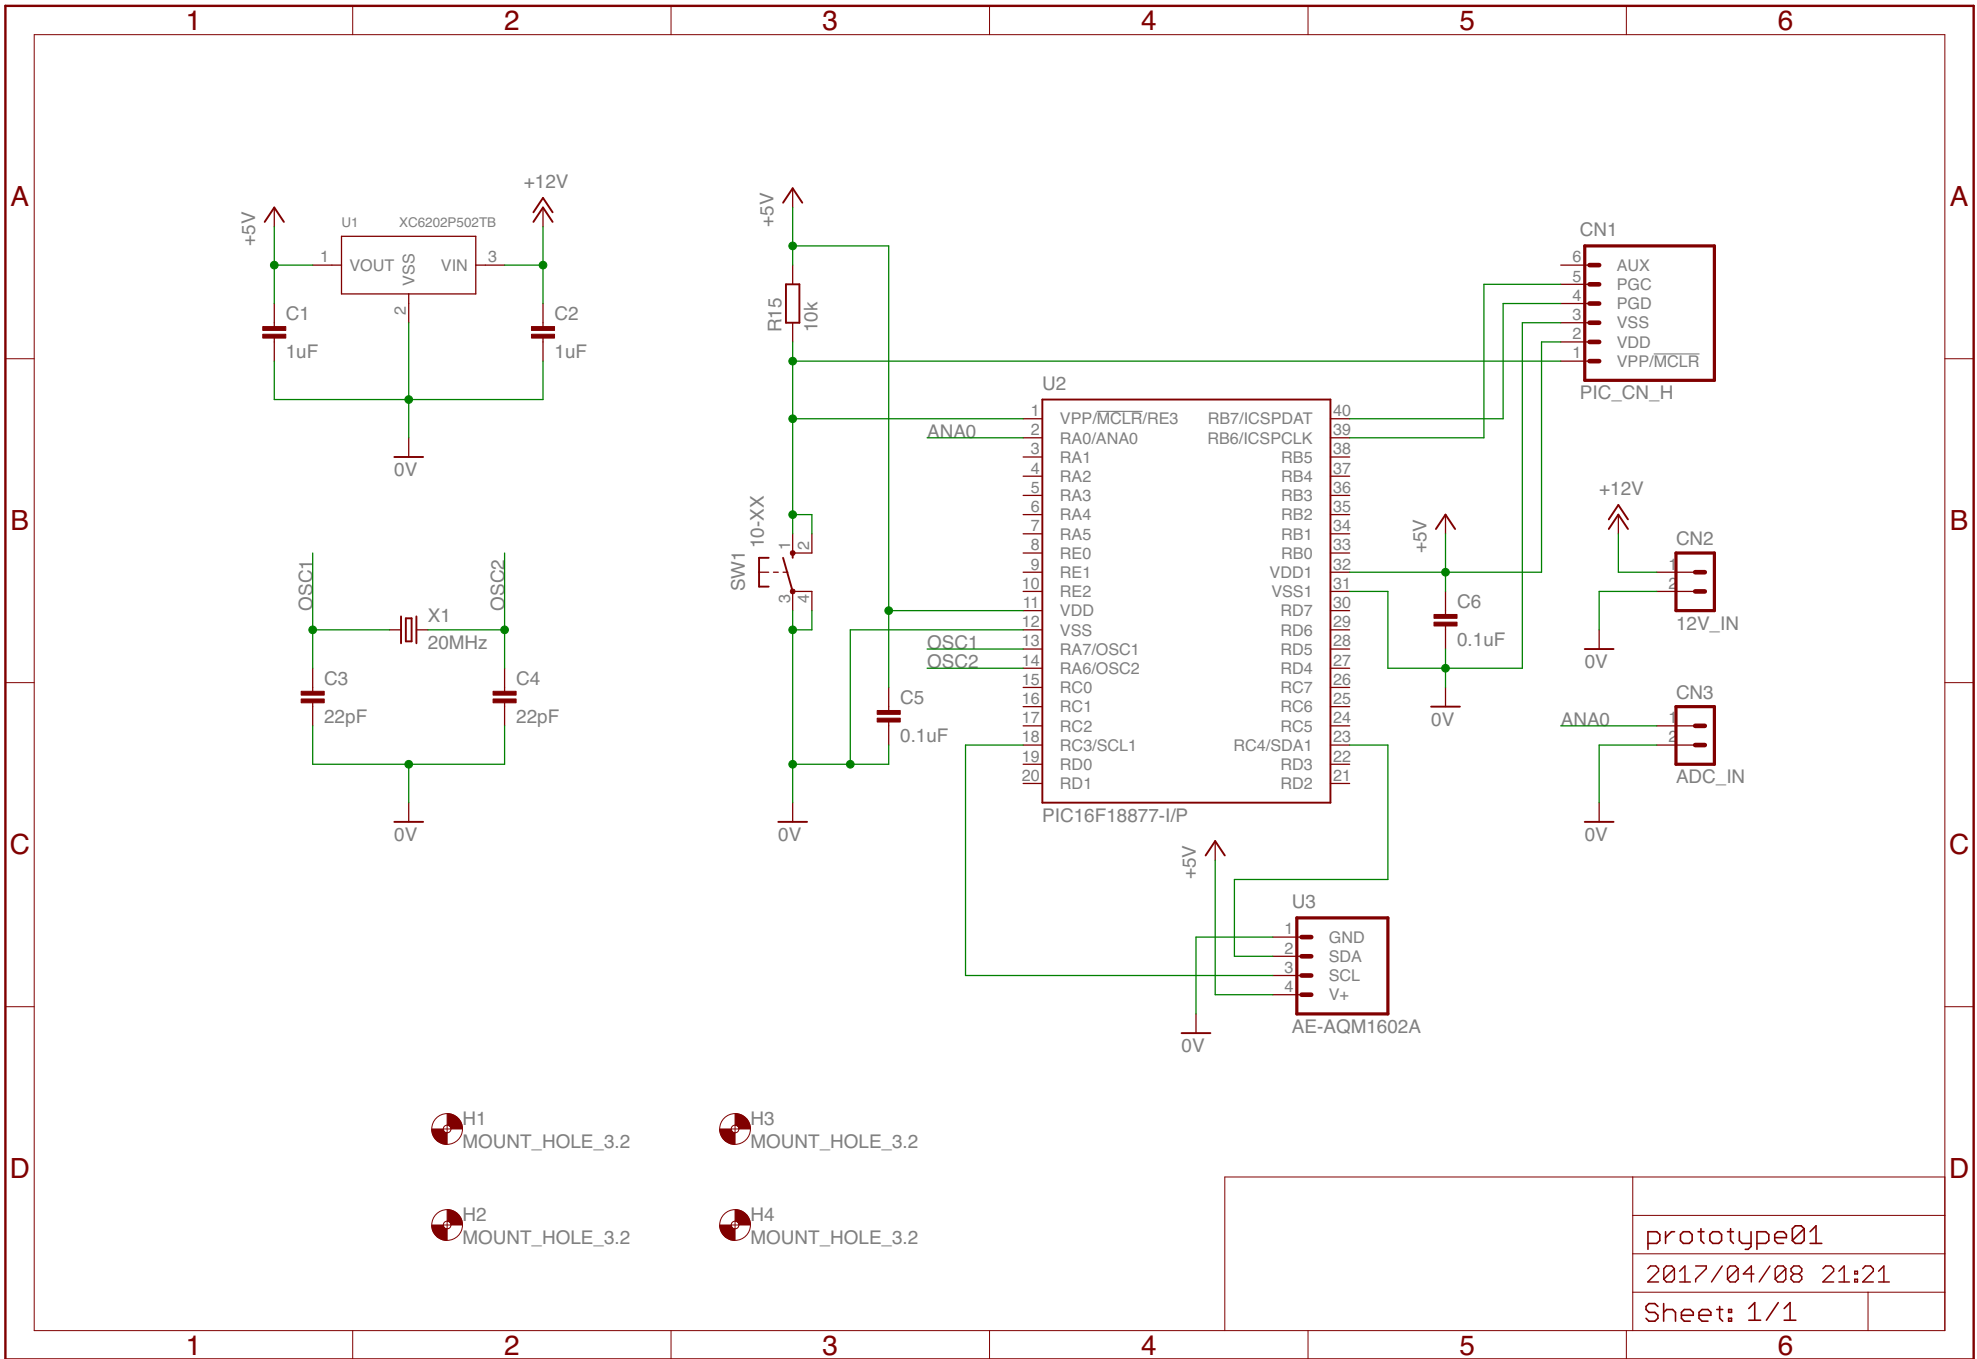 1 2 3 4 5 6
A A
B B
C C
D D
+5V
U1 XC6202P502TB
+12V
1 VOUT VSS VIN 3
2
C1
1uF
C2
1uF
0V
OSC1
OSC2
X1
20MHz
C3
22pF
C4
22pF
0V
+5V
R15
10k
SW1
10-XX
1 2
3 4
C5
0.1uF
0V
ANA0
OSC1
OSC2
U2
1 VPP/MCLR/RE3 RB7/ICSPDAT 40
2 RA0/ANA0 RB6/ICSPCLK 39
3 RA1 RB5 38
4 RA2 RB4 37
5 RA3 RB3 36
6 RA4 RB2 35
7 RA5 RB1 34
8 RE0 RB0 33
9 RE1 VDD1 32
10 RE2 VSS1 31
11 VDD RD7 30
12 VSS RD6 29
13 RA7/OSC1 RD5 28
14 RA6/OSC2 RD4 27
15 RC0 RC7 26
16 RC1 RC6 25
17 RC2 RC5 24
18 RC3/SCL1 RC4/SDA1 23
19 RD0 RD3 22
20 RD1 RD2 21
PIC16F18877-I/P
+5V
C6
0.1uF
0V
CN1
6 AUX
5 PGC
4 PGD
3 VSS
2 VDD
1 VPP/MCLR
PIC_CN_H
+12V
CN2
1
2
12V_IN
0V
CN3
ANA0 1
2
ADC_IN
0V
+5V
U3
1 GND
2 SDA
3 SCL
4 V+
AE-AQM1602A
0V
H1
MOUNT_HOLE_3.2
H3
MOUNT_HOLE_3.2
H2
MOUNT_HOLE_3.2
H4
MOUNT_HOLE_3.2
prototype01
2017/04/08 21:21
Sheet: 1/1
1 2 3 4 5 6